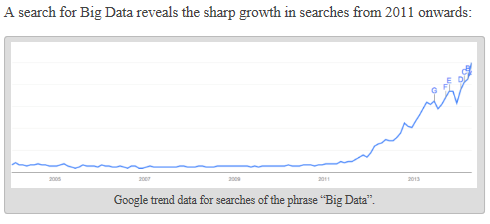 A search for Big Data reveals the sharp growth in searches from 2011 onwards:
G F E D C B
2005 2007 2009 2011 2013
Google trend data for searches of the phrase “Big Data”.